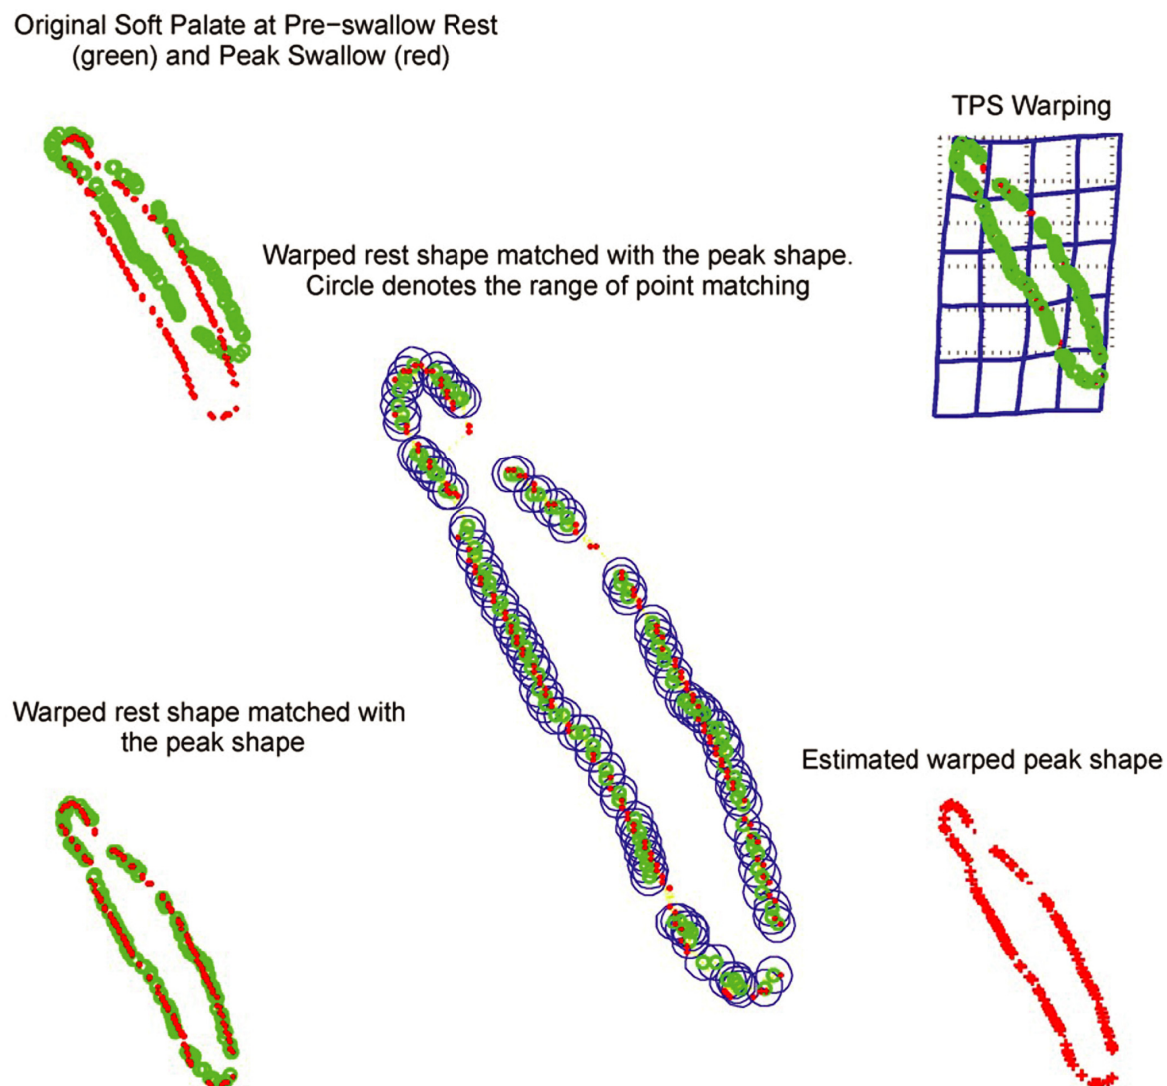 Original Soft Palate at Pre−swallow Rest
(green) and Peak Swallow (red)
TPS Warping
Warped rest shape matched with the peak shape.
Circle denotes the range of point matching
Warped rest shape matched with
the peak shape
Estimated warped peak shape